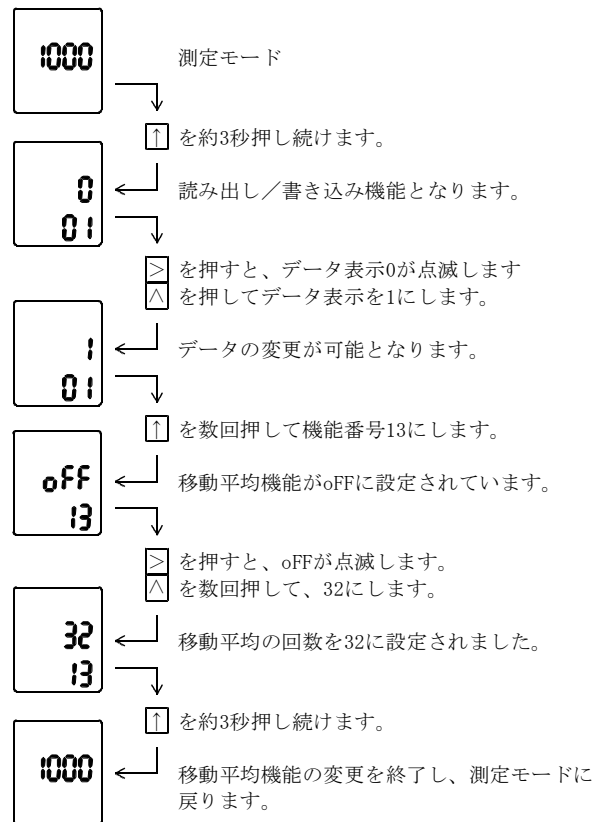 1000
測定モード
↑ を約3秒押し続けます。
0
読み出し／書き込み機能となります。
01
> を押すと、データ表示0が点滅します
∧ を押してデータ表示を1にします。
1
データの変更が可能となります。
01
↑ を数回押して機能番号13にします。
oFF
移動平均機能がoFFに設定されています。
13
> を押すと、oFFが点滅します。
∧ を数回押して、32にします。
32
移動平均の回数を32に設定されました。
13
↑ を約3秒押し続けます。
1000
移動平均機能の変更を終了し、測定モードに
戻ります。